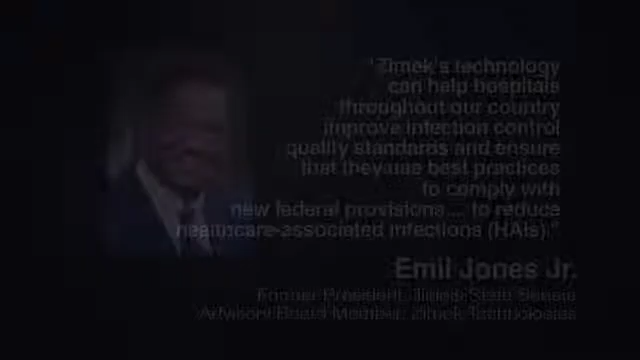 "Zimek's technology
can help hospitals
throughout our country
improve infection control
quality standards and ensure
that they use best practices
to comply with
new federal provisions... to reduce
healthcare-associated infections (HAIs)."
Emil Jones Jr.
Former President, Illinois State Senate
Advisory Board Member, Zimek Technologies